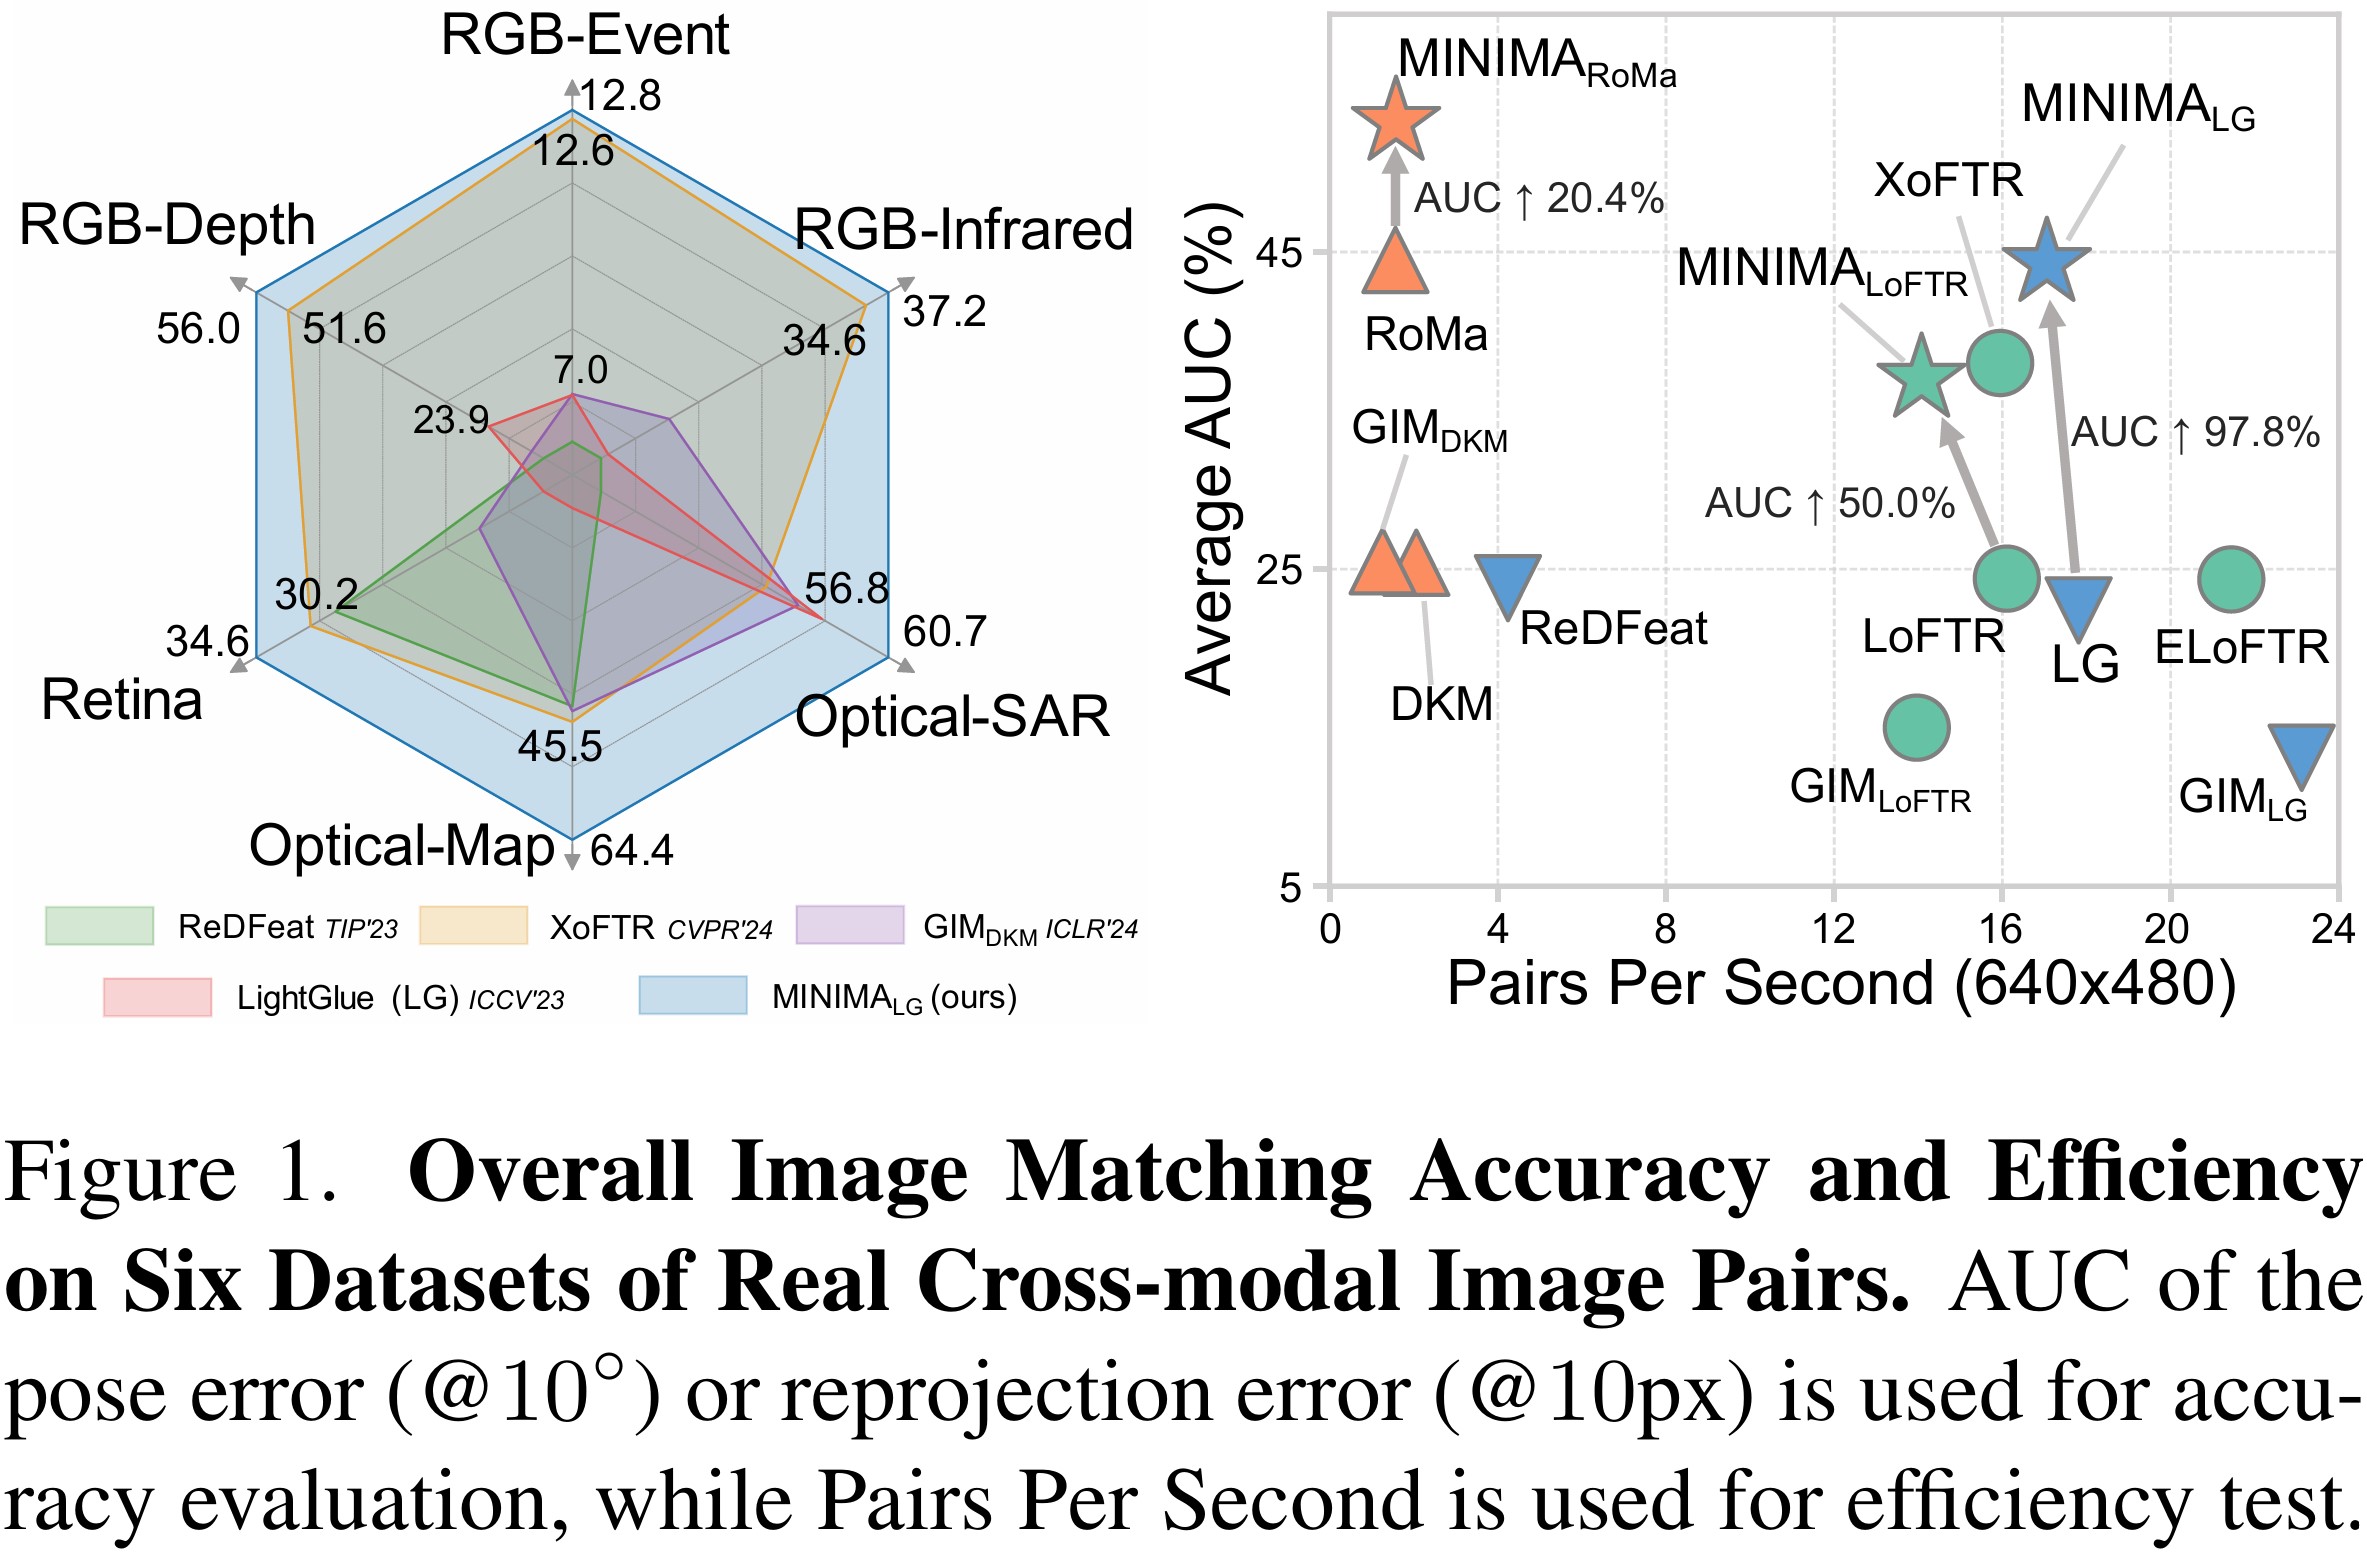 RGB-Event
12.8
12.6
RGB-Depth
RGB-Infrared
56.0
51.6
34.6
37.2
7.0
23.9
30.2
56.8
34.6
60.7
Retina
Optical-SAR
45.5
Optical-Map
64.4
ReDFeat TIP'23
XoFTR CVPR'24
GIMDKM ICLR'24
LightGlue (LG) ICCV'23
MINIMALG (ours)
Average AUC (%)
45
25
5
MINIMARoMa
MINIMALG
XoFTR
AUC ↑ 20.4%
MINIMALoFTR
RoMa
GIMDKM
AUC ↑ 97.8%
AUC ↑ 50.0%
ReDFeat
LoFTR
LG
ELoFTR
DKM
GIMLoFTR
GIMLG
0 4 8 12 16 20 24
Pairs Per Second (640x480)
Figure 1. Overall Image Matching Accuracy and Efficiency
on Six Datasets of Real Cross-modal Image Pairs. AUC of the
pose error (@10°) or reprojection error (@10px) is used for accu-
racy evaluation, while Pairs Per Second is used for efficiency test.